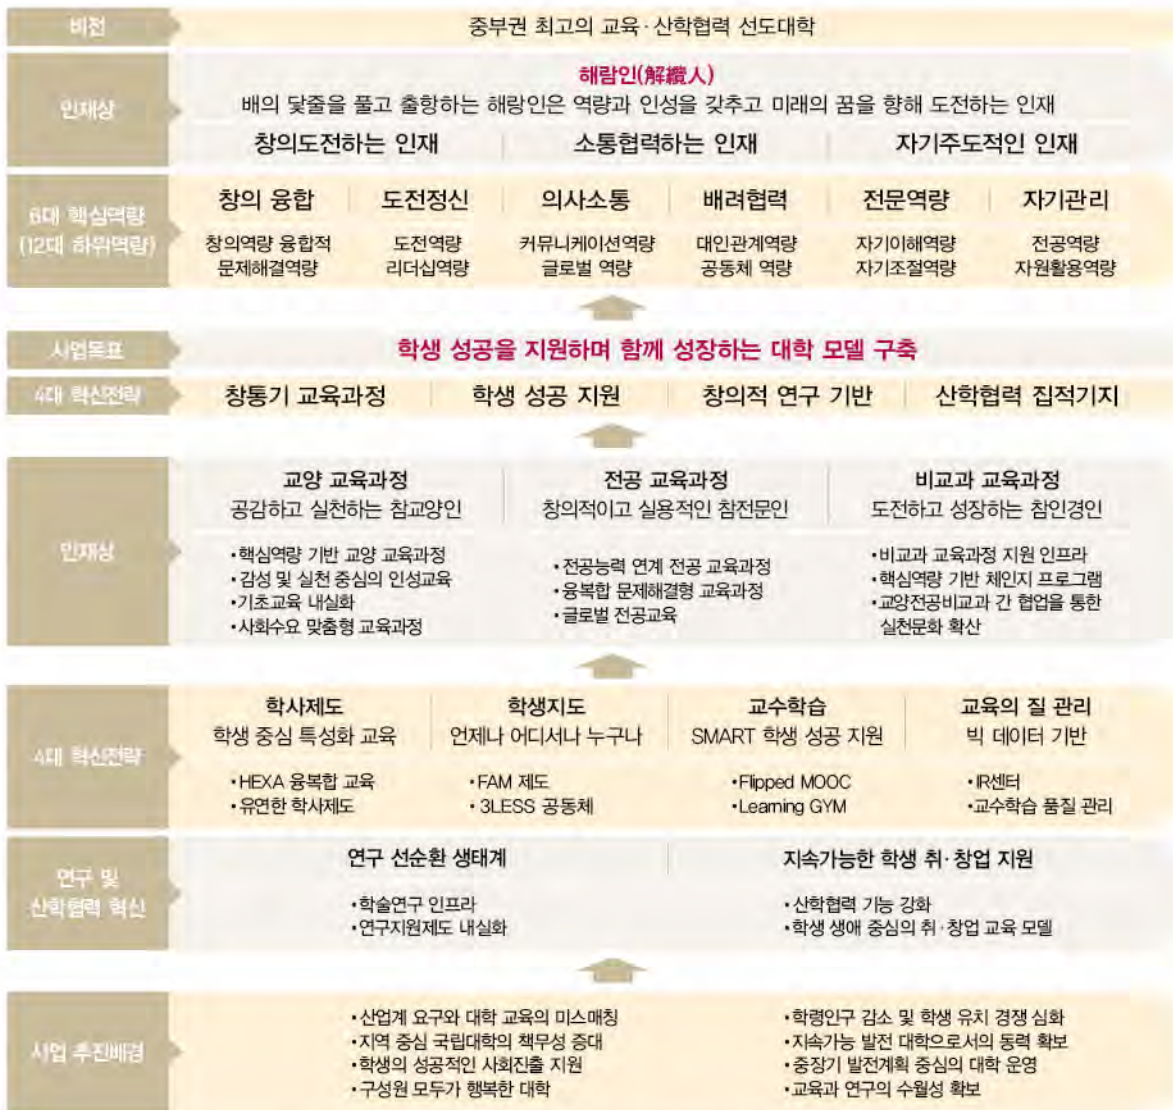 비전
중부권 최고의 교육·산학협력 선도대학
인재상
해람인(解纜人)
배의 닻줄을 풀고 출항하는 해랑인은 역량과 인성을 갖추고 미래의 꿈을 향해 도전하는 인재
창의도전하는 인재 소통협력하는 인재 자기주도적인 인재
6대 핵심역량
(12대 하위역량)
창의 융합 도전정신 의사소통 배려협력 전문역량 자기관리
창의역량 융합적 도전역량 커뮤니케이션역량 대인관계역량 자기이해역량 전공역량
문제해결역량 리더십역량 글로벌 역량 공동체 역량 자기조절역량 자원활용역량
사업목표
학생 성공을 지원하며 함께 성장하는 대학 모델 구축
4대 혁신전략
창통기 교육과정 학생 성공 지원 창의적 연구 기반 산학협력 집적기지
인재상
교양 교육과정
공감하고 실천하는 참교양인
•핵심역량 기반 교양 교육과정
•감성 및 실천 중심의 인성교육
•기초교육 내실화
•사회수요 맞춤형 교육과정
전공 교육과정
창의적이고 실용적인 참전문인
•전공능력 연계 전공 교육과정
•융복합 문제해결형 교육과정
•글로벌 전공교육
비교과 교육과정
도전하고 성장하는 참인경인
•비교과 교육과정 지원 인프라
•핵심역량 기반 체인지 프로그램
•교양전공비교과 간 협업을 통한
실천문화 확산
4대 혁신전략
학사제도
학생 중심 특성화 교육
•HEXA 융복합 교육
•유연한 학사제도
학생지도
언제나 어디서나 누구나
•FAM 제도
•3LESS 공동체
교수학습
SMART 학생 성공 지원
•Flipped MOOC
•Learning GYM
교육의 질 관리
빅 데이터 기반
•IR센터
•교수학습 품질 관리
연구 및
산학협력 혁신
연구 선순환 생태계
•학술연구 인프라
•연구지원제도 내실화
지속가능한 학생 취·창업 지원
•산학협력 기능 강화
•학생 생애 중심의 취·창업 교육 모델
사업 추진배경
•산업계 요구와 대학 교육의 미스매칭
•지역 중심 국립대학의 책무성 증대
•학생의 성공적인 사회진출 지원
•구성원 모두가 행복한 대학
•학령인구 감소 및 학생 유치 경쟁 심화
•지속가능 발전 대학으로서의 동력 확보
•중장기 발전계획 중심의 대학 운영
•교육과 연구의 수월성 확보